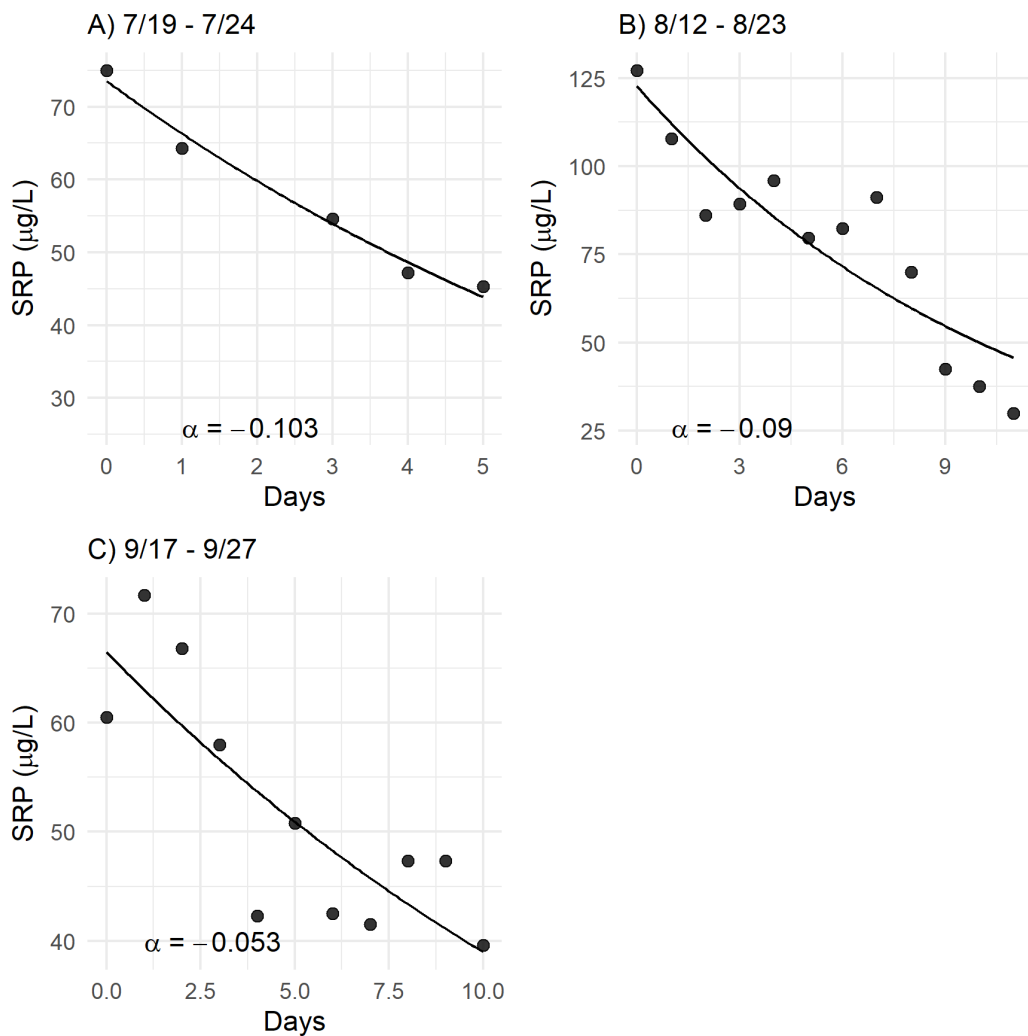 A) 7/19 - 7/24
SRP (μg/L)
70
60
50
40
30
α = −0.103
0 1 2 3 4 5
Days
B) 8/12 - 8/23
SRP (μg/L)
125
100
75
50
25
α = −0.09
0 3 6 9
Days
C) 9/17 - 9/27
SRP (μg/L)
70
60
50
40
α = −0.053
0.0 2.5 5.0 7.5 10.0
Days